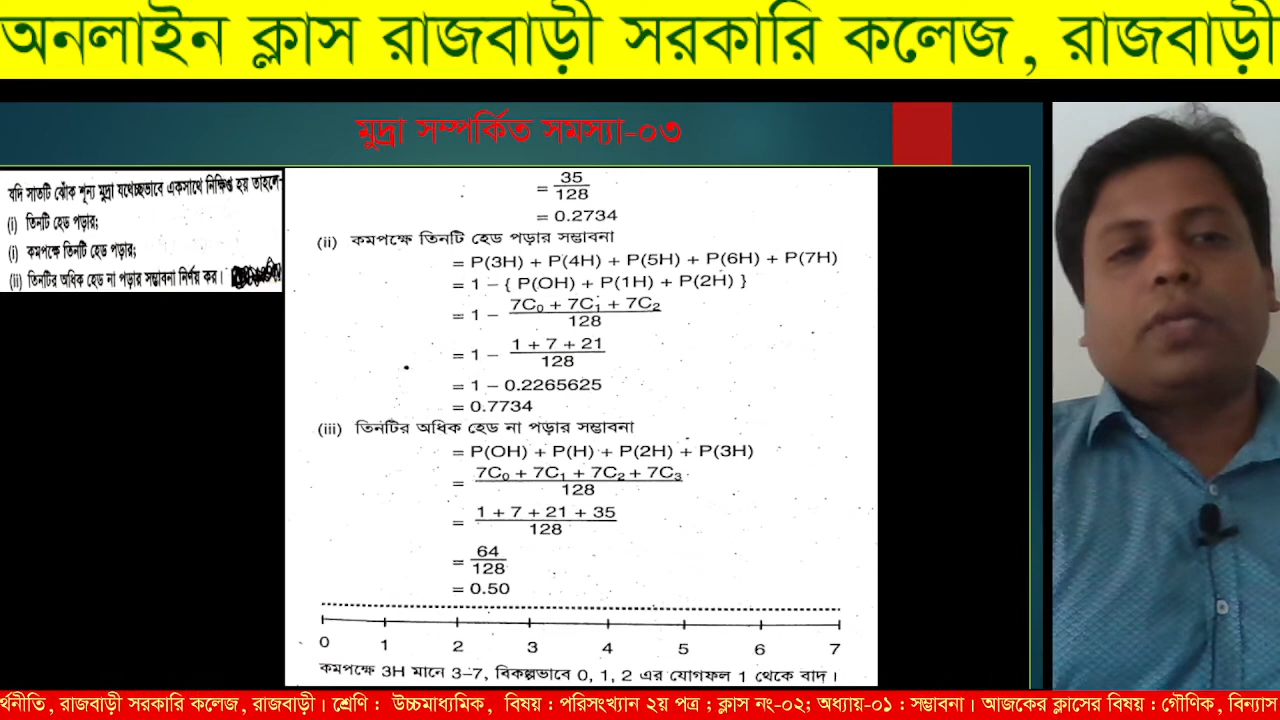 অনলাইন ক্লাস রাজবাড়ী সরকারি কলেজ, রাজবাড়ী
মুদ্রা সম্পর্কিত সমস্যা-০৩
যদি সাতটি ঝোঁক শূন্য মুদ্রা যথেচ্ছভাবে একসাথে নিক্ষিপ্ত হয় তাহলে-
(i) তিনটি হেড পড়ার;
(i) কমপক্ষে তিনটি হেড পড়ার;
(ii) তিনটির অধিক হেড না পড়ার সম্ভাবনা নির্ণয় কর।
= 35/128
= 0.2734
(ii) কমপক্ষে তিনটি হেড পড়ার সম্ভাবনা
= P(3H) + P(4H) + P(5H) + P(6H) + P(7H)
= 1 – { P(OH) + P(1H) + P(2H) }
= 1 – 7C₀ + 7C₁ + 7C₂/128
= 1 – 1 + 7 + 21/128
= 1 – 0.2265625
= 0.7734
(iii) তিনটির অধিক হেড না পড়ার সম্ভাবনা
= P(OH) + P(H) + P(2H) + P(3H)
= 7C₀ + 7C₁ + 7C₂ + 7C₃/128
= 1 + 7 + 21 + 35/128
= 64/128
= 0.50
0 1 2 3 4 5 6 7
কমপক্ষে 3H মানে 3–7, বিকল্পভাবে 0, 1, 2 এর যোগফল 1 থেকে বাদ।
র্থনীতি, রাজবাড়ী সরকারি কলেজ, রাজবাড়ী। শ্রেণি : উচ্চমাধ্যমিক, বিষয় : পরিসংখ্যান ২য় পত্র ; ক্লাস নং-০২; অধ্যায়-০১ : সম্ভাবনা। আজকের ক্লাসের বিষয় : গৌণিক, বিন্যাস